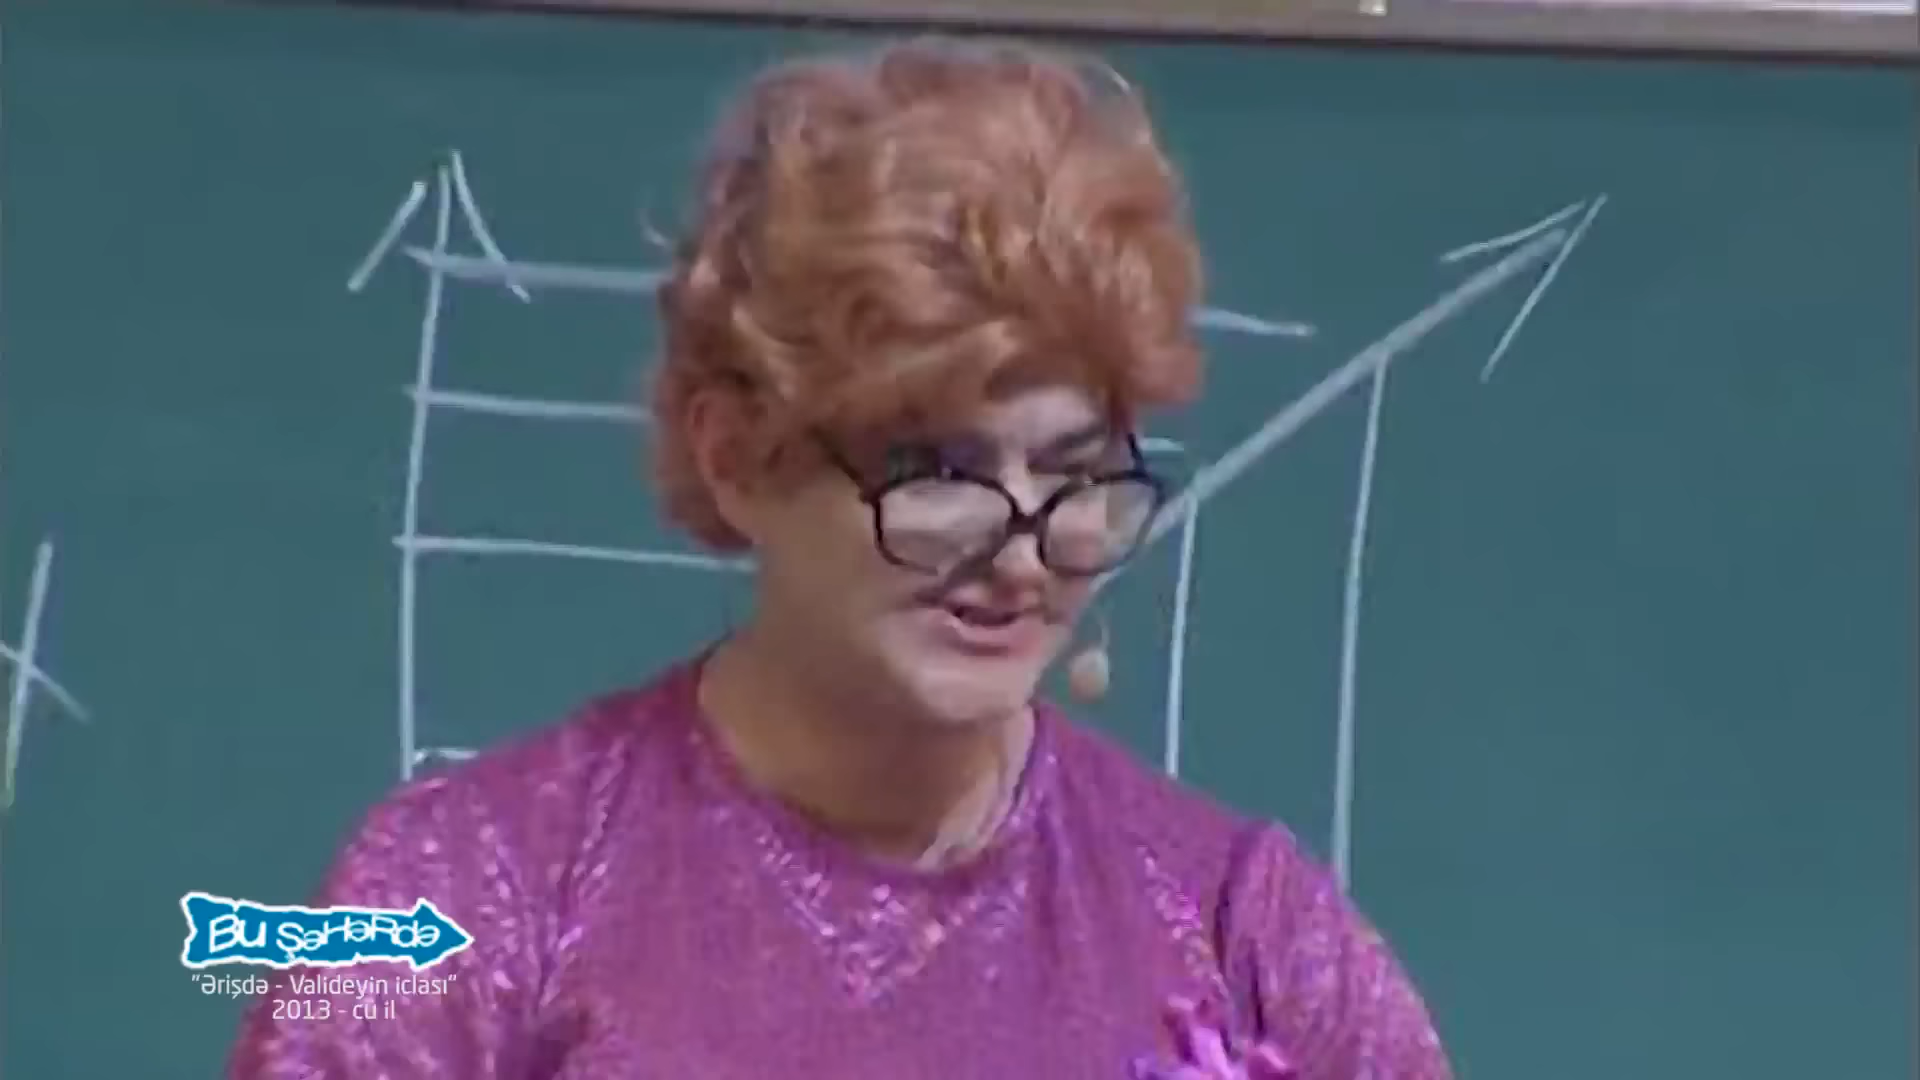 BU ŞəHəRdə
"Ərişdə - Valideyin iclası"
2013 - cü il